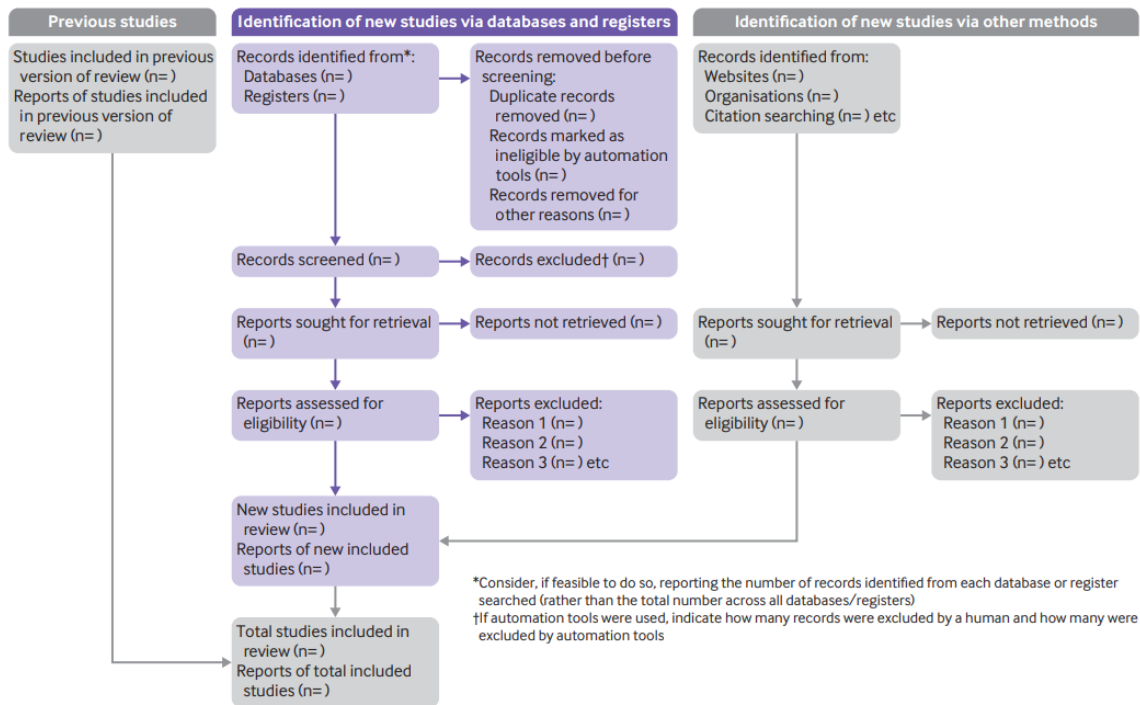 Previous studies
Studies included in previous
version of review (n= )
Reports of studies included
in previous version of
review (n= )
Identification of new studies via databases and registers
Records identified from*:
Databases (n= )
Registers (n= )
Records removed before
screening:
Duplicate records
removed (n= )
Records marked as
ineligible by automation
tools (n= )
Records removed for
other reasons (n= )
Records screened (n= )
Records excluded† (n= )
Reports sought for retrieval
(n= )
Reports not retrieved (n= )
Reports assessed for
eligibility (n= )
Reports excluded:
Reason 1 (n= )
Reason 2 (n= )
Reason 3 (n= ) etc
New studies included in
review (n= )
Reports of new included
studies (n= )
Total studies included in
review (n= )
Reports of total included
studies (n= )
Identification of new studies via other methods
Records identified from:
Websites (n= )
Organisations (n= )
Citation searching (n= ) etc
Reports sought for retrieval
(n= )
Reports not retrieved (n= )
Reports assessed for
eligibility (n= )
Reports excluded:
Reason 1 (n= )
Reason 2 (n= )
Reason 3 (n= ) etc
*Consider, if feasible to do so, reporting the number of records identified from each database or register
searched (rather than the total number across all databases/registers)
†If automation tools were used, indicate how many records were excluded by a human and how many were
excluded by automation tools